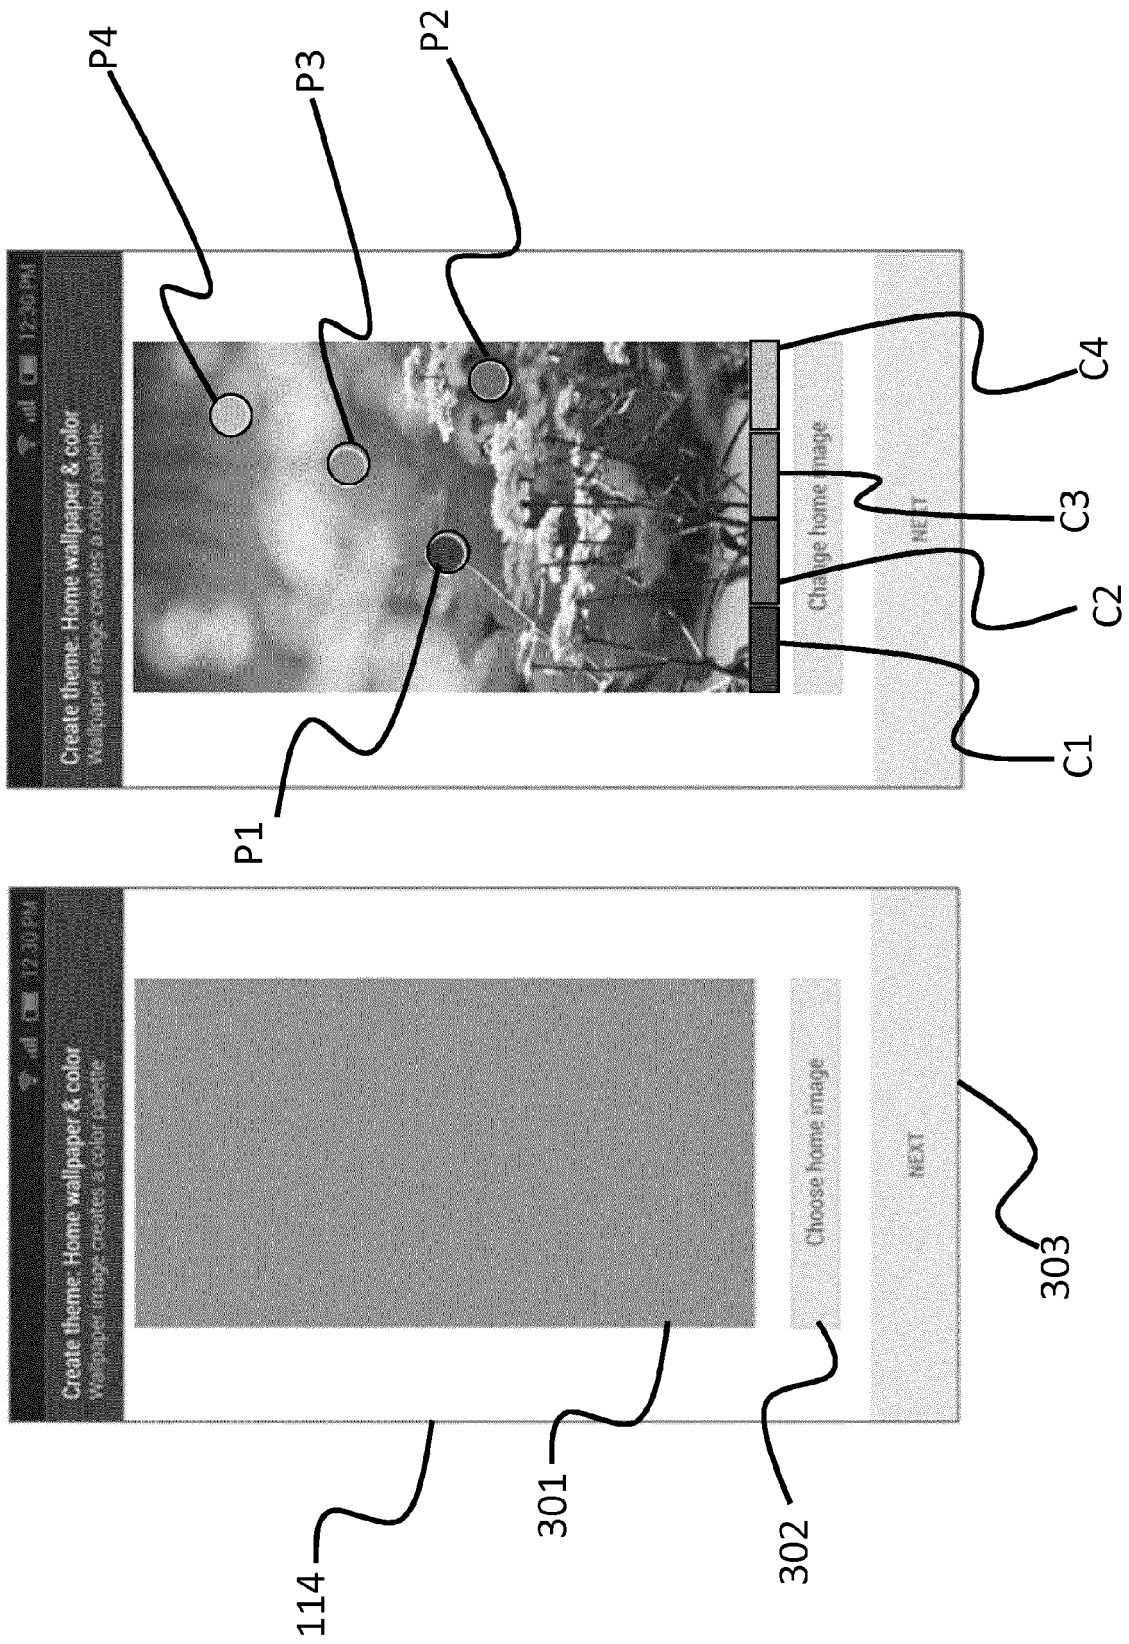 12:30 PM
Create theme: Home wallpaper & color
Wallpaper image creates a color palette
Choose home image
NEXT
114
301
302
303
12:30 PM
Create theme: Home wallpaper & color
Wallpaper image creates a color palette
Change home image
NEXT
P1
P4
P3
P2
C1
C2
C3
C4